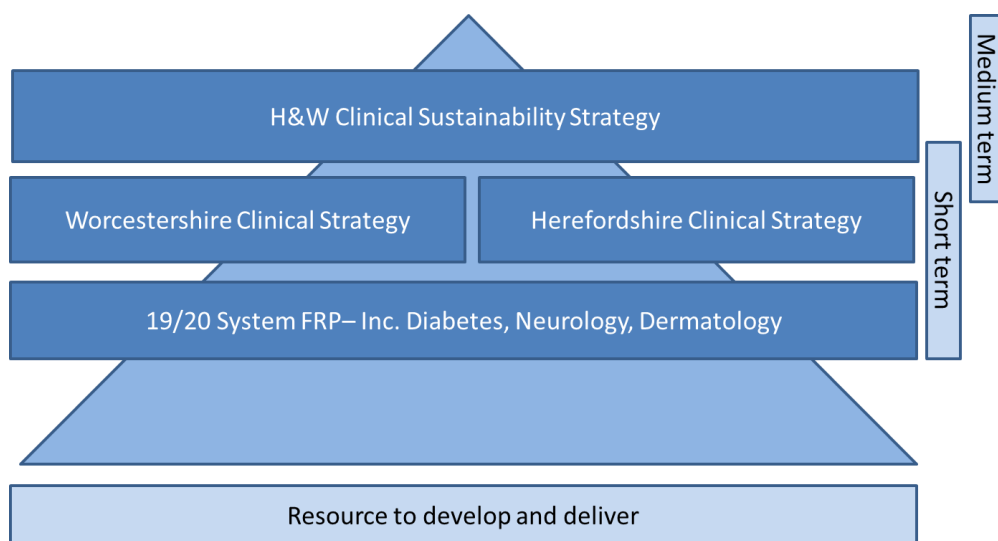 H&W Clinical Sustainability Strategy
Medium term
Worcestershire Clinical Strategy
Herefordshire Clinical Strategy
Short term
19/20 System FRP– Inc. Diabetes, Neurology, Dermatology
Resource to develop and deliver